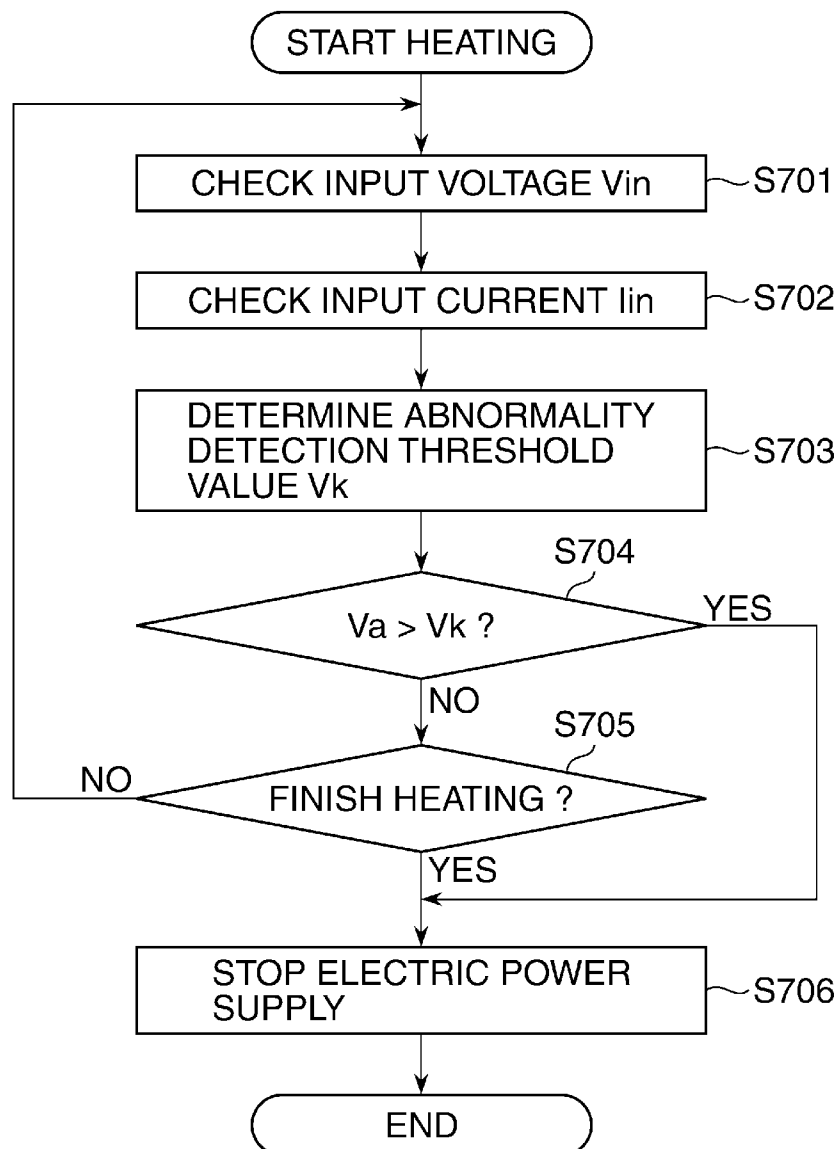 START HEATING
CHECK INPUT VOLTAGE Vin
S701
CHECK INPUT CURRENT Iin
S702
DETERMINE ABNORMALITY
DETECTION THRESHOLD
VALUE Vk
S703
S704
Va > Vk ?
YES
NO
S705
NO
FINISH HEATING ?
YES
STOP ELECTRIC POWER
SUPPLY
S706
END